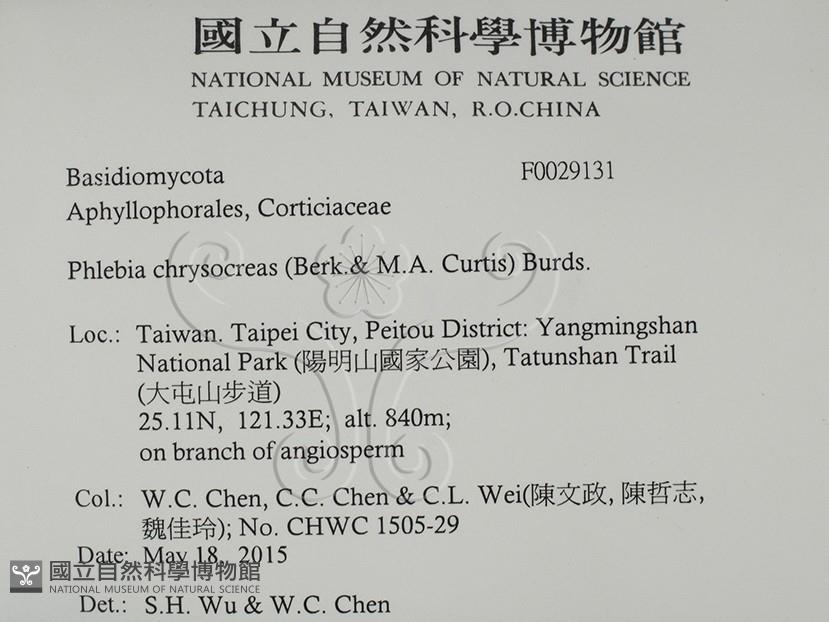 國立自然科學博物館
NATIONAL MUSEUM OF NATURAL SCIENCE
TAICHUNG, TAIWAN, R.O.CHINA
Basidiomycota F0029131
Aphyllophorales, Corticiaceae
Phlebia chrysocreas (Berk.& M.A. Curtis) Burds.
Loc.: Taiwan. Taipei City, Peitou District: Yangmingshan
National Park (陽明山國家公園), Tatunshan Trail
(大屯山步道)
25.11N, 121.33E; alt. 840m;
on branch of angiosperm
Col.: W.C. Chen, C.C. Chen & C.L. Wei(陳文政, 陳哲志,
魏佳玲); No. CHWC 1505-29
Date: May 18, 2015
國立自然科學博物館
NATIONAL MUSEUM OF NATURAL SCIENCE
Det.: S.H. Wu & W.C. Chen